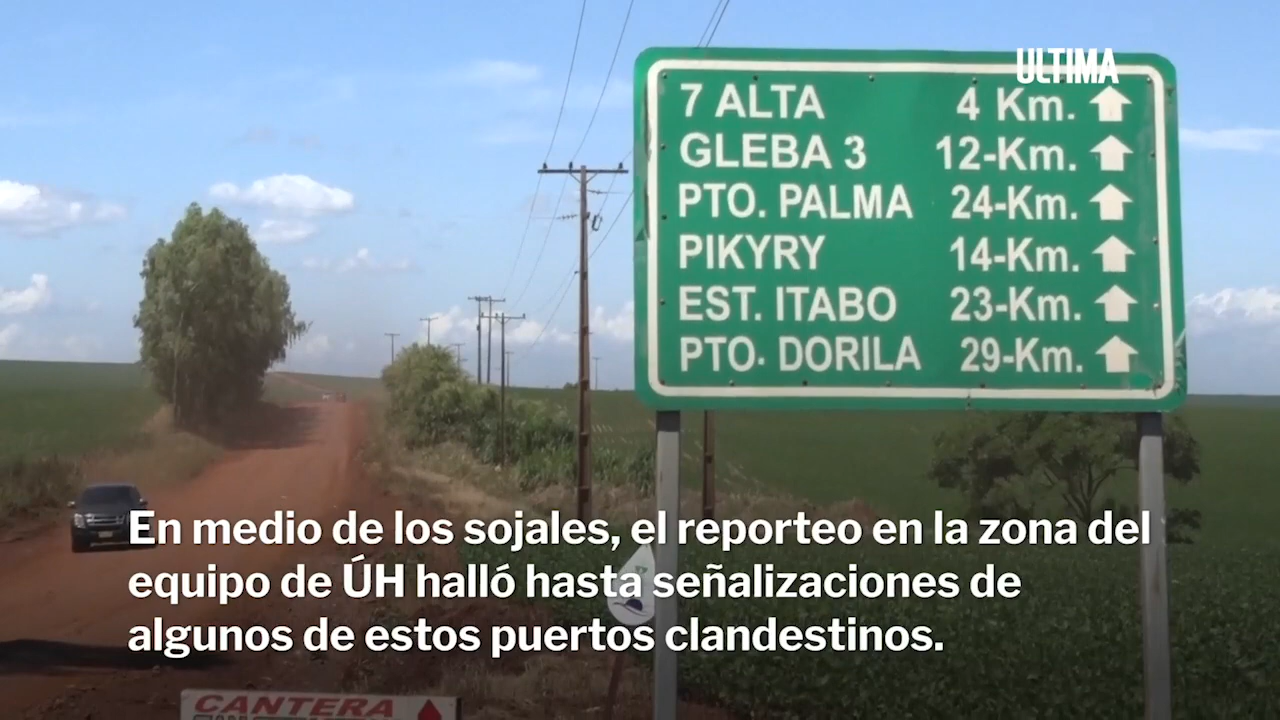 ULTIMA
7 ALTA 4 Km.
GLEBA 3 12-Km.
PTO. PALMA 24-Km.
PIKYRY 14-Km.
EST. ITABO 23-Km.
PTO. DORILA 29-Km.
En medio de los sojales, el reporteo en la zona del
equipo de ÚH halló hasta señalizaciones de
algunos de estos puertos clandestinos.
CANTERA